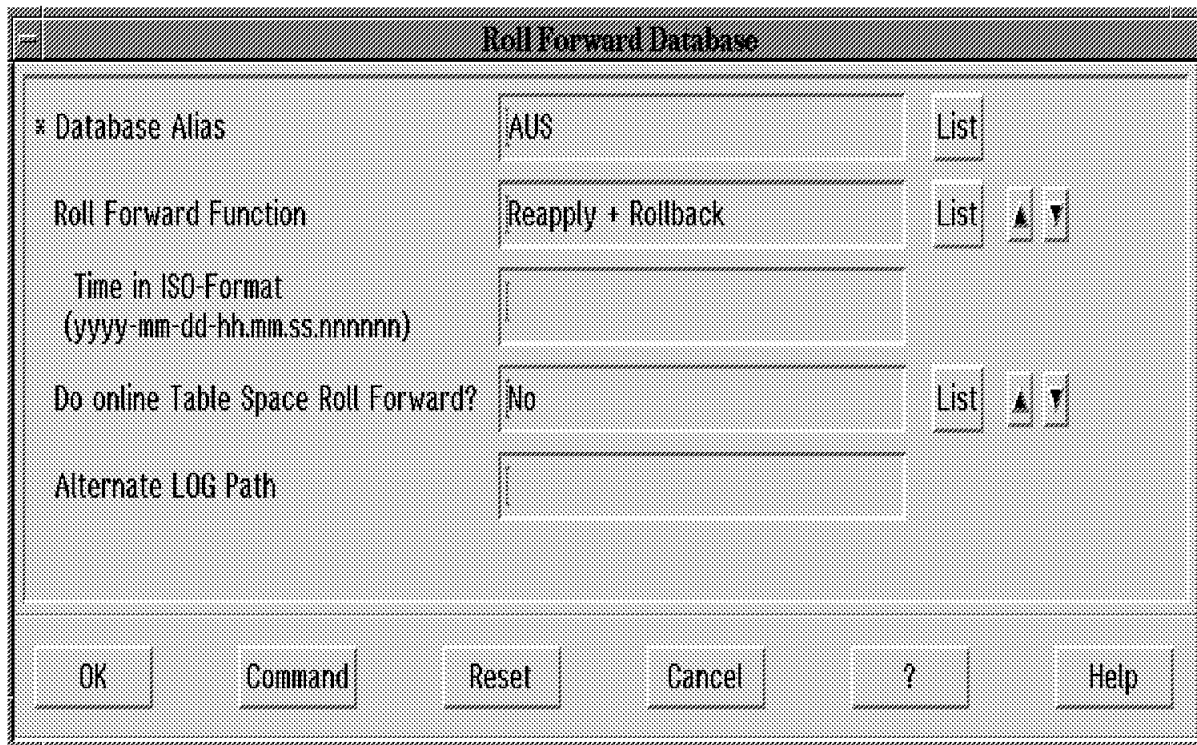 Roll Forward Database
* Database Alias AUS List
Roll Forward Function Reapply + Rollback List ▲ ▼
Time in ISO-Format
(yyyy-mm-dd-hh.mm.ss.nnnnnn)
Do online Table Space Roll Forward? No List ▲ ▼
Alternate LOG Path
OK Command Reset Cancel ? Help